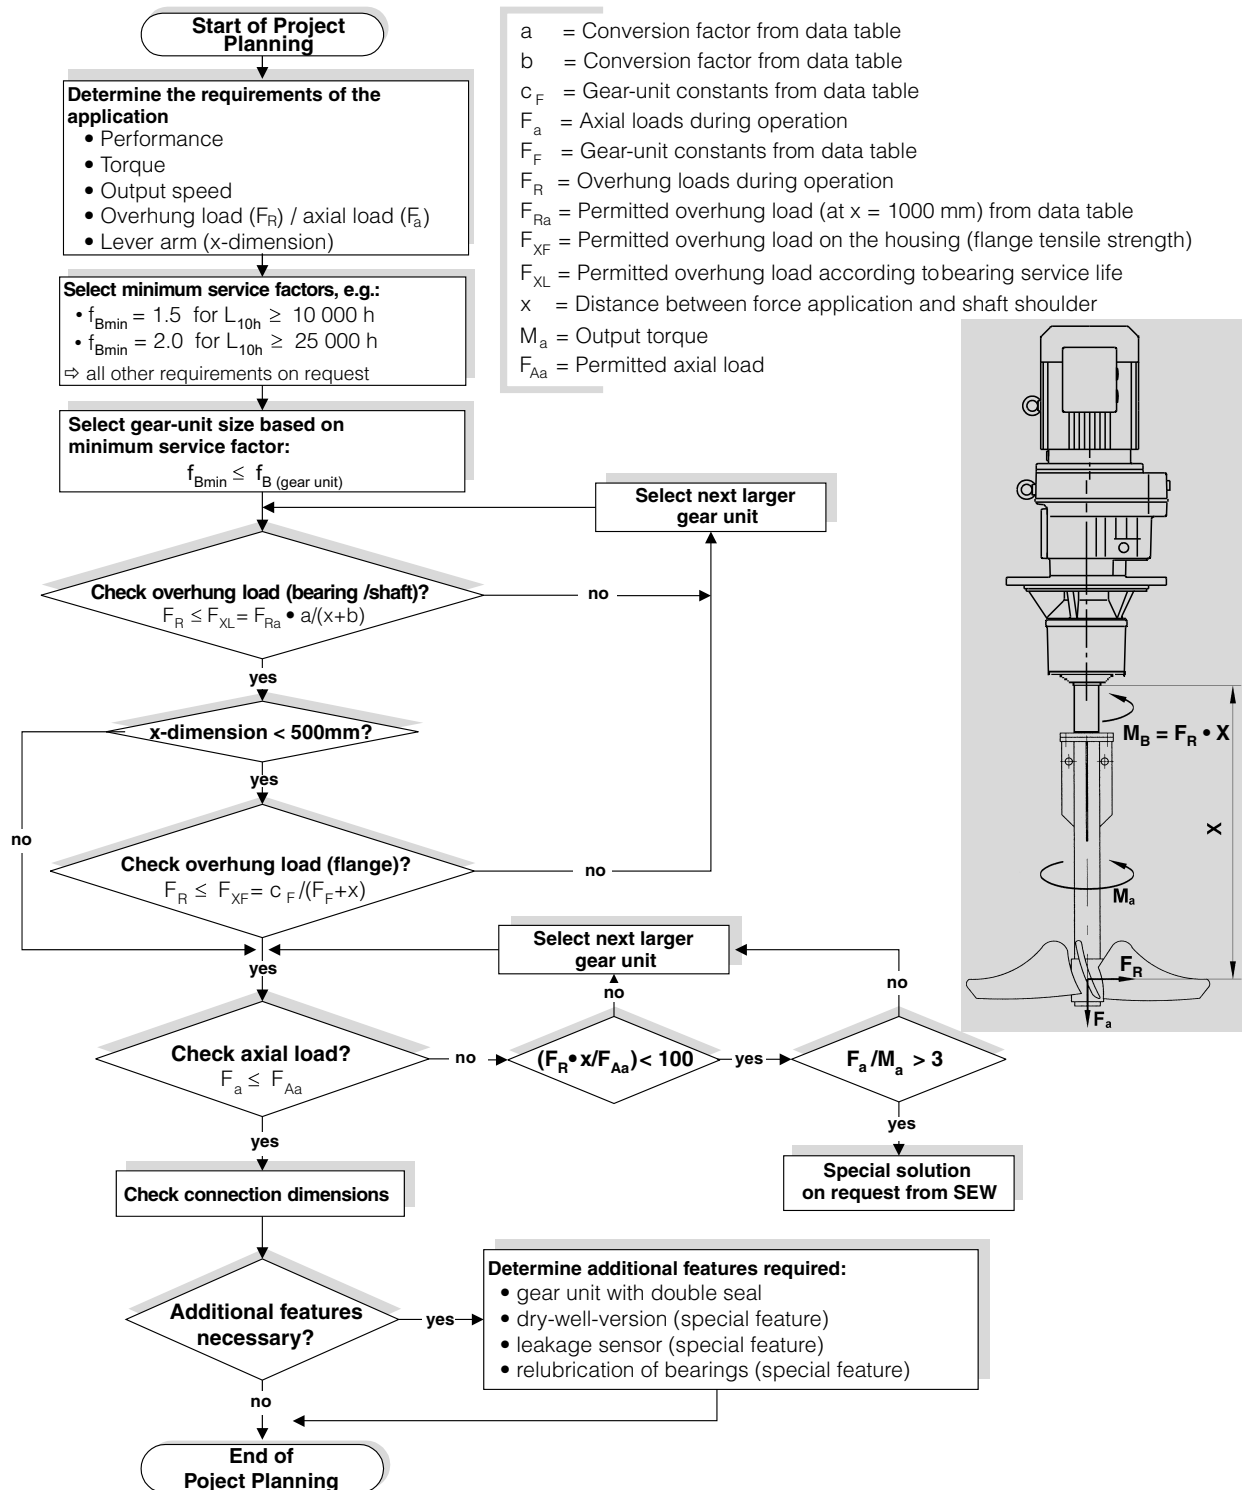 Start of Project
Planning
Determine the requirements of the
application
• Performance
• Torque
• Output speed
• Overhung load (FR) / axial load (Fa)
• Lever arm (x-dimension)
Select minimum service factors, e.g.:
• fBmin = 1.5 for L10h ≥ 10 000 h
• fBmin = 2.0 for L10h ≥ 25 000 h
⇨ all other requirements on request
Select gear-unit size based on
minimum service factor:
fBmin ≤ fB (gear unit)
a = Conversion factor from data table
b = Conversion factor from data table
cF = Gear-unit constants from data table
Fa = Axial loads during operation
FF = Gear-unit constants from data table
FR = Overhung loads during operation
FRa = Permitted overhung load (at x = 1000 mm) from data table
FXF = Permitted overhung load on the housing (flange tensile strength)
FXL = Permitted overhung load according tobearing service life
x = Distance between force application and shaft shoulder
Ma = Output torque
FAa = Permitted axial load
Select next larger
gear unit
Check overhung load (bearing /shaft)?
FR ≤ FXL = FRa • a/(x+b)
no
yes
x-dimension < 500mm?
yes
no
Check overhung load (flange)?
FR ≤ FXF = cF /(FF+x)
no
yes
Select next larger
gear unit
no
no
Check axial load?
Fa ≤ FAa
no
(FR • x/FAa) < 100
yes
Fa /Ma > 3
yes
yes
Special solution
on request from SEW
Check connection dimensions
Additional features
necessary?
yes
no
Determine additional features required:
• gear unit with double seal
• dry-well-version (special feature)
• leakage sensor (special feature)
• relubrication of bearings (special feature)
End of
Poject Planning
MB = FR • X
X
Ma
FR
Fa